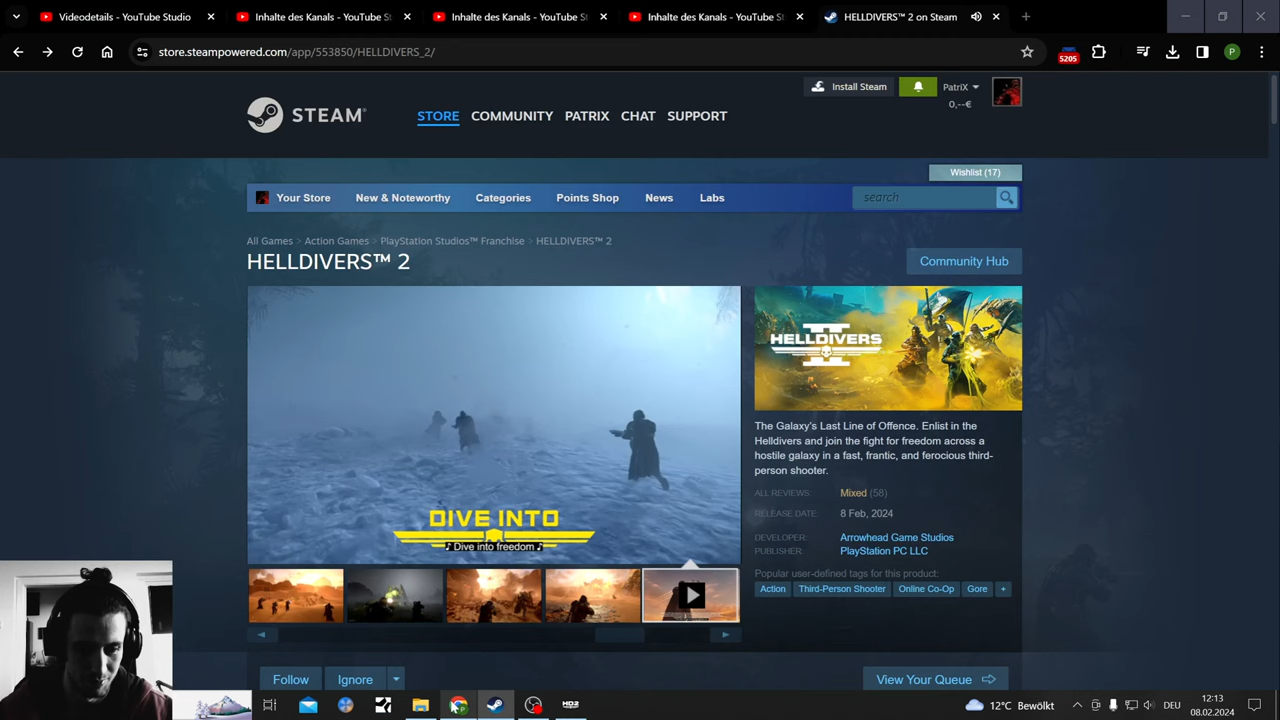 Videodetails - YouTube Studio
Inhalte des Kanals - YouTube St
Inhalte des Kanals - YouTube St
Inhalte des Kanals - YouTube St
HELLDIVERS™ 2 on Steam
store.steampowered.com/app/553850/HELLDIVERS_2/
5205
P
STEAM®
STORE
COMMUNITY
PATRIX
CHAT
SUPPORT
Install Steam
PatriX
0,--€
Wishlist (17)
Your Store
New & Noteworthy
Categories
Points Shop
News
Labs
search
All Games > Action Games > PlayStation Studios™ Franchise > HELLDIVERS™ 2
HELLDIVERS™ 2
Community Hub
HELLDIVERS
DIVE INTO
♪ Dive into freedom ♪
The Galaxy's Last Line of Offence. Enlist in the
Helldivers and join the fight for freedom across a
hostile galaxy in a fast, frantic, and ferocious third-
person shooter.
ALL REVIEWS: Mixed (58)
RELEASE DATE: 8 Feb, 2024
DEVELOPER: Arrowhead Game Studios
PUBLISHER: PlayStation PC LLC
Popular user-defined tags for this product:
Action
Third-Person Shooter
Online Co-Op
Gore
+
Follow
Ignore
View Your Queue
HD2
12°C Bewölkt
DEU
12:13
08.02.2024